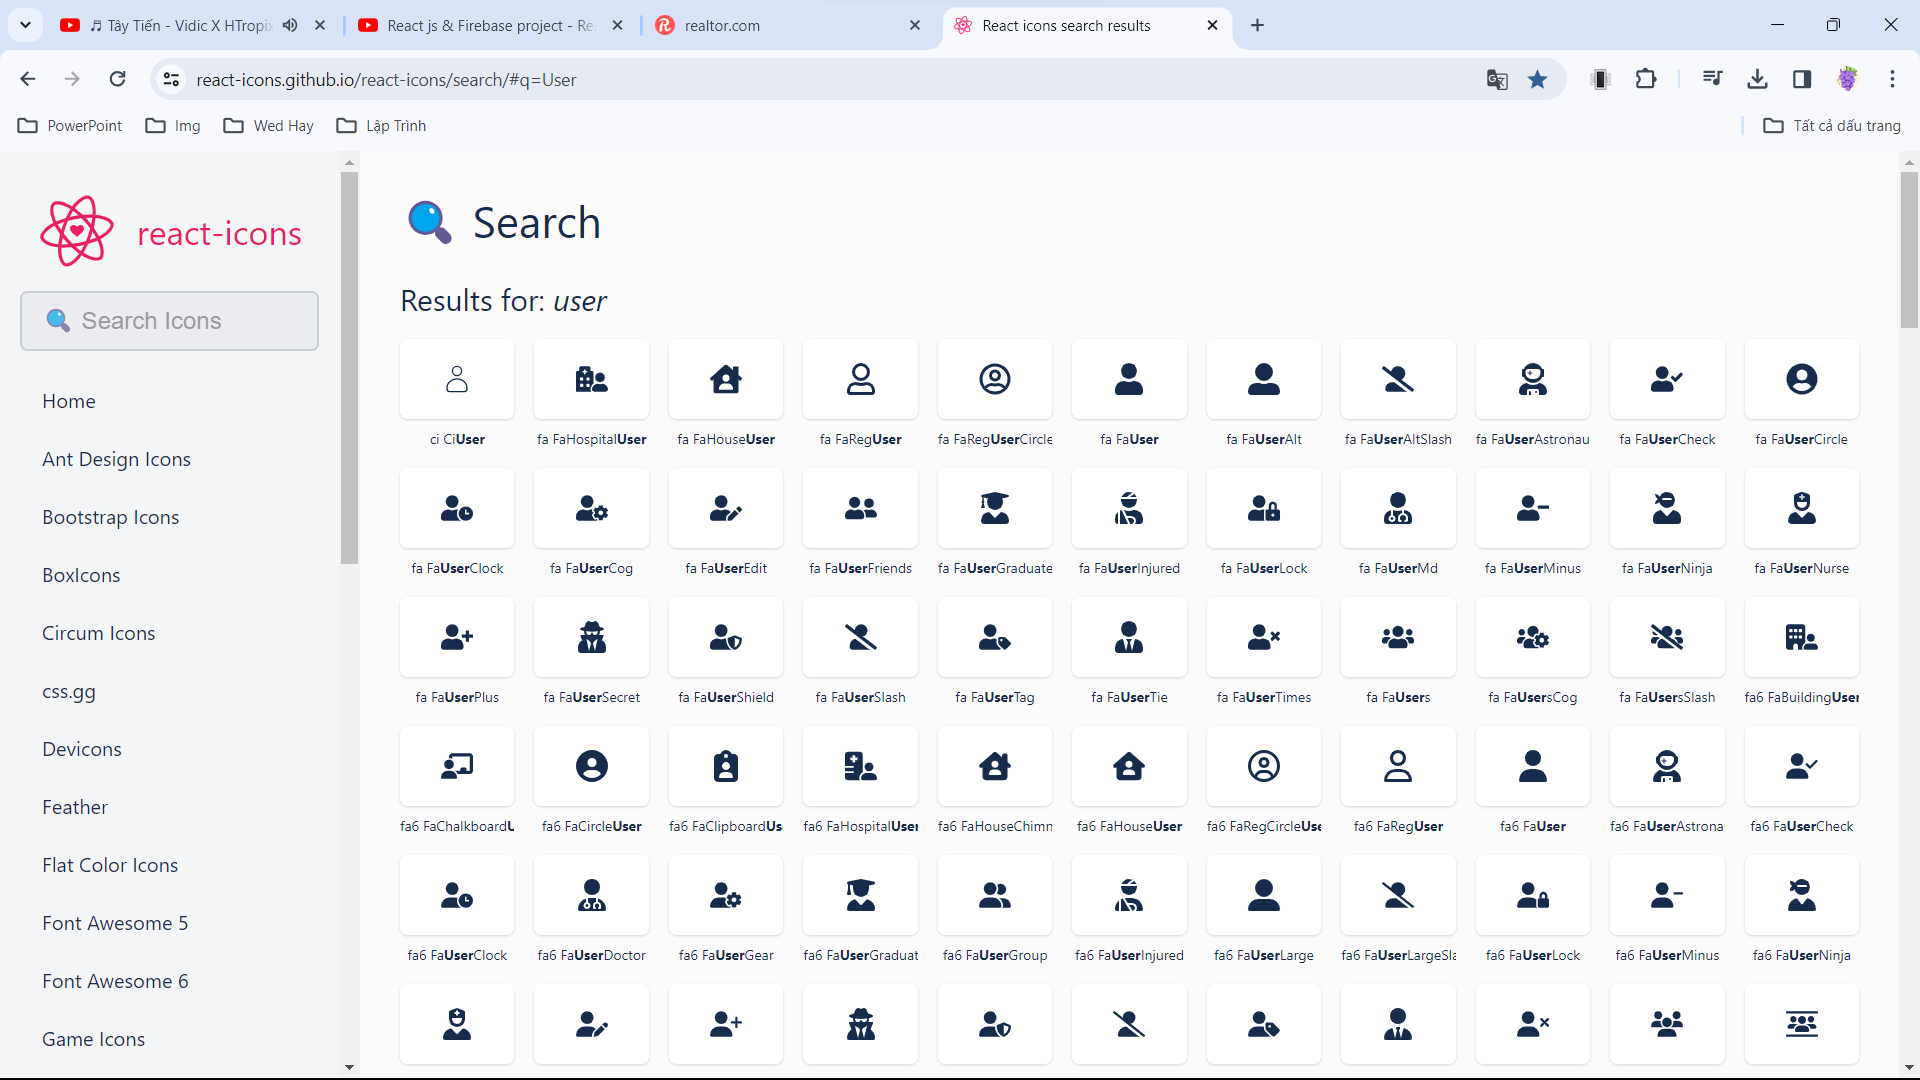 ♬ Tây Tiến - Vidic X HTropix
React js & Firebase project - Re
realtor.com
React icons search results
react-icons.github.io/react-icons/search/#q=User
PowerPoint
Img
Wed Hay
Lập Trình
Tất cả dấu trang
react-icons
Search Icons
Home
Ant Design Icons
Bootstrap Icons
BoxIcons
Circum Icons
css.gg
Devicons
Feather
Flat Color Icons
Font Awesome 5
Font Awesome 6
Game Icons
Search
Results for: user
ci CiUser
fa FaHospitalUser
fa FaHouseUser
fa FaRegUser
fa FaRegUserCircle
fa FaUser
fa FaUserAlt
fa FaUserAltSlash
fa FaUserAstronau
fa FaUserCheck
fa FaUserCircle
fa FaUserClock
fa FaUserCog
fa FaUserEdit
fa FaUserFriends
fa FaUserGraduate
fa FaUserInjured
fa FaUserLock
fa FaUserMd
fa FaUserMinus
fa FaUserNinja
fa FaUserNurse
fa FaUserPlus
fa FaUserSecret
fa FaUserShield
fa FaUserSlash
fa FaUserTag
fa FaUserTie
fa FaUserTimes
fa FaUsers
fa FaUsersCog
fa FaUsersSlash
fa6 FaBuildingUser
fa6 FaChalkboardU
fa6 FaCircleUser
fa6 FaClipboardUs
fa6 FaHospitalUser
fa6 FaHouseChimn
fa6 FaHouseUser
fa6 FaRegCircleUse
fa6 FaRegUser
fa6 FaUser
fa6 FaUserAstrona
fa6 FaUserCheck
fa6 FaUserClock
fa6 FaUserDoctor
fa6 FaUserGear
fa6 FaUserGraduat
fa6 FaUserGroup
fa6 FaUserInjured
fa6 FaUserLarge
fa6 FaUserLargeSla
fa6 FaUserLock
fa6 FaUserMinus
fa6 FaUserNinja